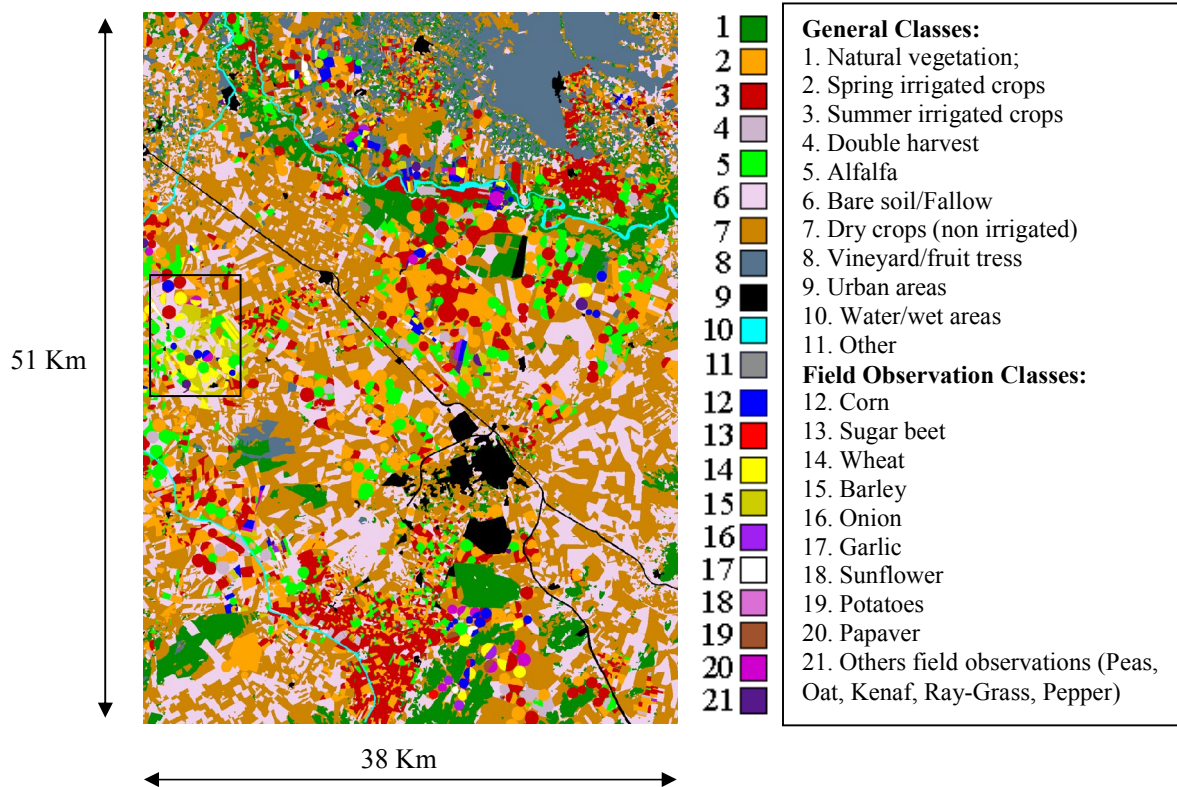 51 Km
38 Km
1
2
3
4
5
6
7
8
9
10
11
12
13
14
15
16
17
18
19
20
21
General Classes:
1. Natural vegetation;
2. Spring irrigated crops
3. Summer irrigated crops
4. Double harvest
5. Alfalfa
6. Bare soil/Fallow
7. Dry crops (non irrigated)
8. Vineyard/fruit tress
9. Urban areas
10. Water/wet areas
11. Other
Field Observation Classes:
12. Corn
13. Sugar beet
14. Wheat
15. Barley
16. Onion
17. Garlic
18. Sunflower
19. Potatoes
20. Papaver
21. Others field observations (Peas,
Oat, Kenaf, Ray-Grass, Pepper)